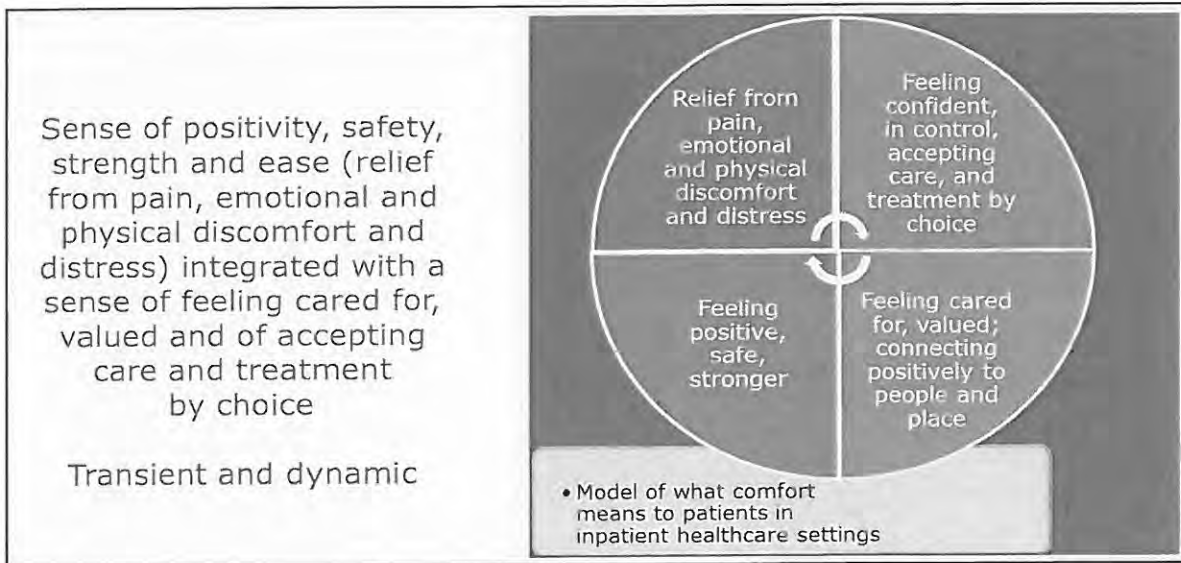 Sense of positivity, safety,
strength and ease (relief
from pain, emotional and
physical discomfort and
distress) integrated with a
sense of feeling cared for,
valued and of accepting
care and treatment
by choice
Transient and dynamic
Relief from
pain,
emotional
and physical
discomfort
and distress
Feeling
confident,
in control,
accepting
care, and
treatment by
choice
Feeling
positive,
safe,
stronger
Feeling cared
for, valued;
connecting
positively to
people and
place
• Model of what comfort
means to patients in
inpatient healthcare settings